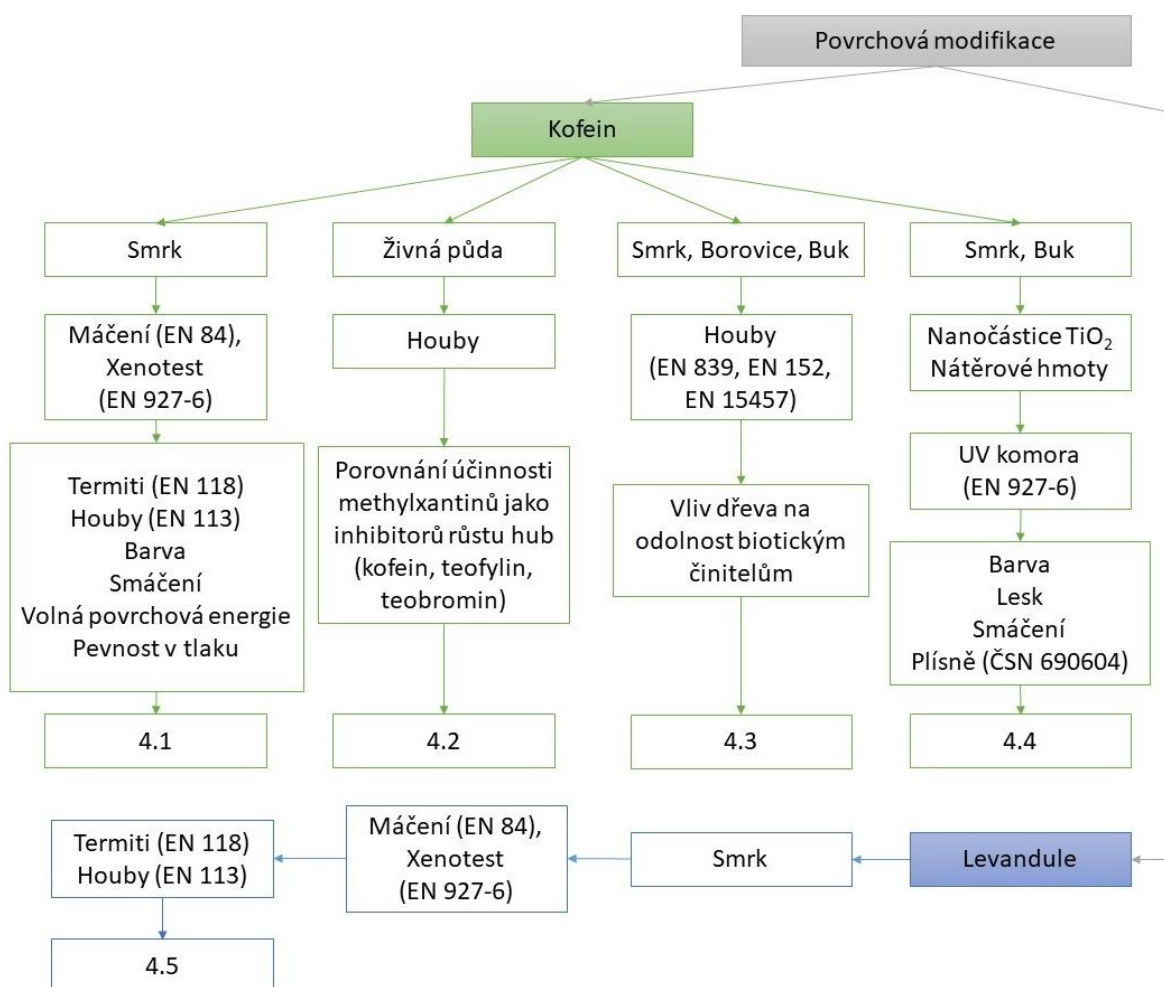 Povrchová modifikace
Kofein
Smrk
Máčení (EN 84),
Xenotest
(EN 927-6)
Termiti (EN 118)
Houby (EN 113)
Barva
Smáčení
Volná povrchová energie
Pevnost v tlaku
4.1
Živná půda
Houby
Porovnání účinnosti
methylxantinů jako
inhibitorů růstu hub
(kofein, teofylin,
teobromin)
4.2
Smrk, Borovice, Buk
Houby
(EN 839, EN 152,
EN 15457)
Vliv dřeva na
odolnost biotickým
činitelům
4.3
Smrk, Buk
Nanočástice TiO₂
Nátěrové hmoty
UV komora
(EN 927-6)
Barva
Lesk
Smáčení
Plísně (ČSN 690604)
4.4
Levandule
Smrk
Máčení (EN 84),
Xenotest
(EN 927-6)
Termiti (EN 118)
Houby (EN 113)
4.5